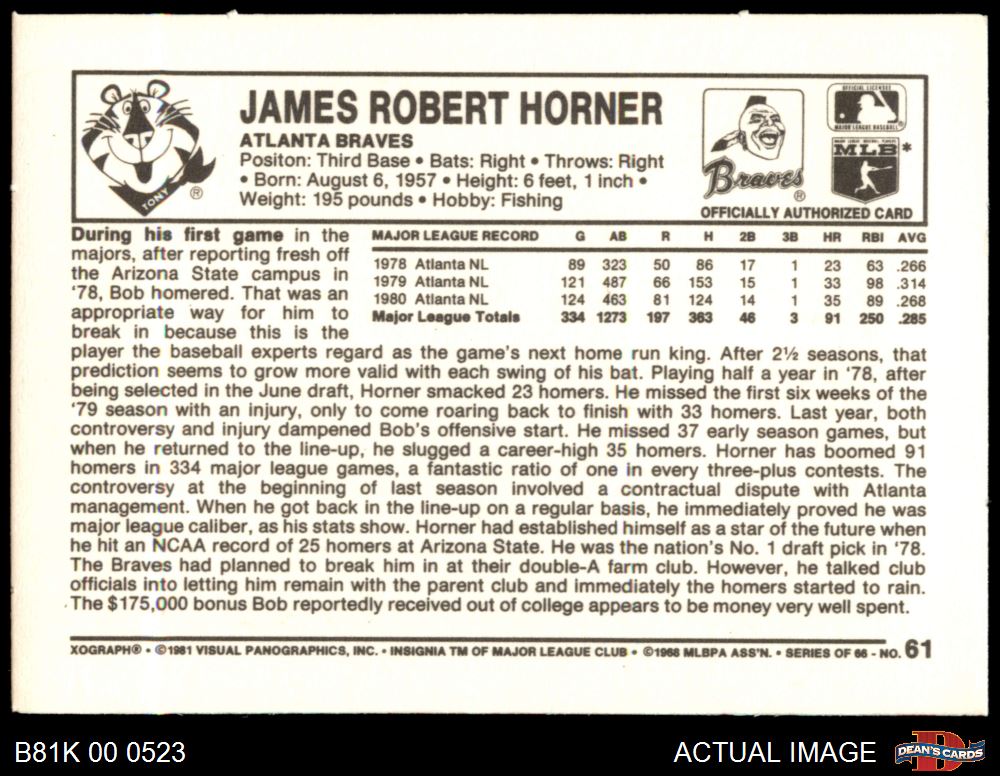 JAMES ROBERT HORNER
ATLANTA BRAVES
Positon: Third Base • Bats: Right • Throws: Right
• Born: August 6, 1957 • Height: 6 feet, 1 inch •
Weight: 195 pounds • Hobby: Fishing
TONY ®
Braves ®
OFFICIAL LICENSEE
MAJOR LEAGUE BASEBALL®
MLB *
OFFICIALLY AUTHORIZED CARD
MAJOR LEAGUE RECORD G AB R H 2B 3B HR RBI AVG
1978 Atlanta NL 89 323 50 86 17 1 23 63 .266
1979 Atlanta NL 121 487 66 153 15 1 33 98 .314
1980 Atlanta NL 124 463 81 124 14 1 35 89 .268
Major League Totals 334 1273 197 363 46 3 91 250 .285
During his first game in the
majors, after reporting fresh off
the Arizona State campus in
'78, Bob homered. That was an
appropriate way for him to
break in because this is the
player the baseball experts regard as the game's next home run king. After 2½ seasons, that
prediction seems to grow more valid with each swing of his bat. Playing half a year in '78, after
being selected in the June draft, Horner smacked 23 homers. He missed the first six weeks of the
'79 season with an injury, only to come roaring back to finish with 33 homers. Last year, both
controversy and injury dampened Bob's offensive start. He missed 37 early season games, but
when he returned to the line-up, he slugged a career-high 35 homers. Horner has boomed 91
homers in 334 major league games, a fantastic ratio of one in every three-plus contests. The
controversy at the beginning of last season involved a contractual dispute with Atlanta
management. When he got back in the line-up on a regular basis, he immediately proved he was
major league caliber, as his stats show. Horner had established himself as a star of the future when
he hit an NCAA record of 25 homers at Arizona State. He was the nation's No. 1 draft pick in '78.
The Braves had planned to break him in at their double-A farm club. However, he talked club
officials into letting him remain with the parent club and immediately the homers started to rain.
The $175,000 bonus Bob reportedly received out of college appears to be money very well spent.
XOGRAPH® • ©1981 VISUAL PANOGRAPHICS, INC. • INSIGNIA TM OF MAJOR LEAGUE CLUB • ©1968 MLBPA ASS'N. • SERIES OF 66 - NO. 61
B81K 00 0523
ACTUAL IMAGE
DEAN'S CARDS